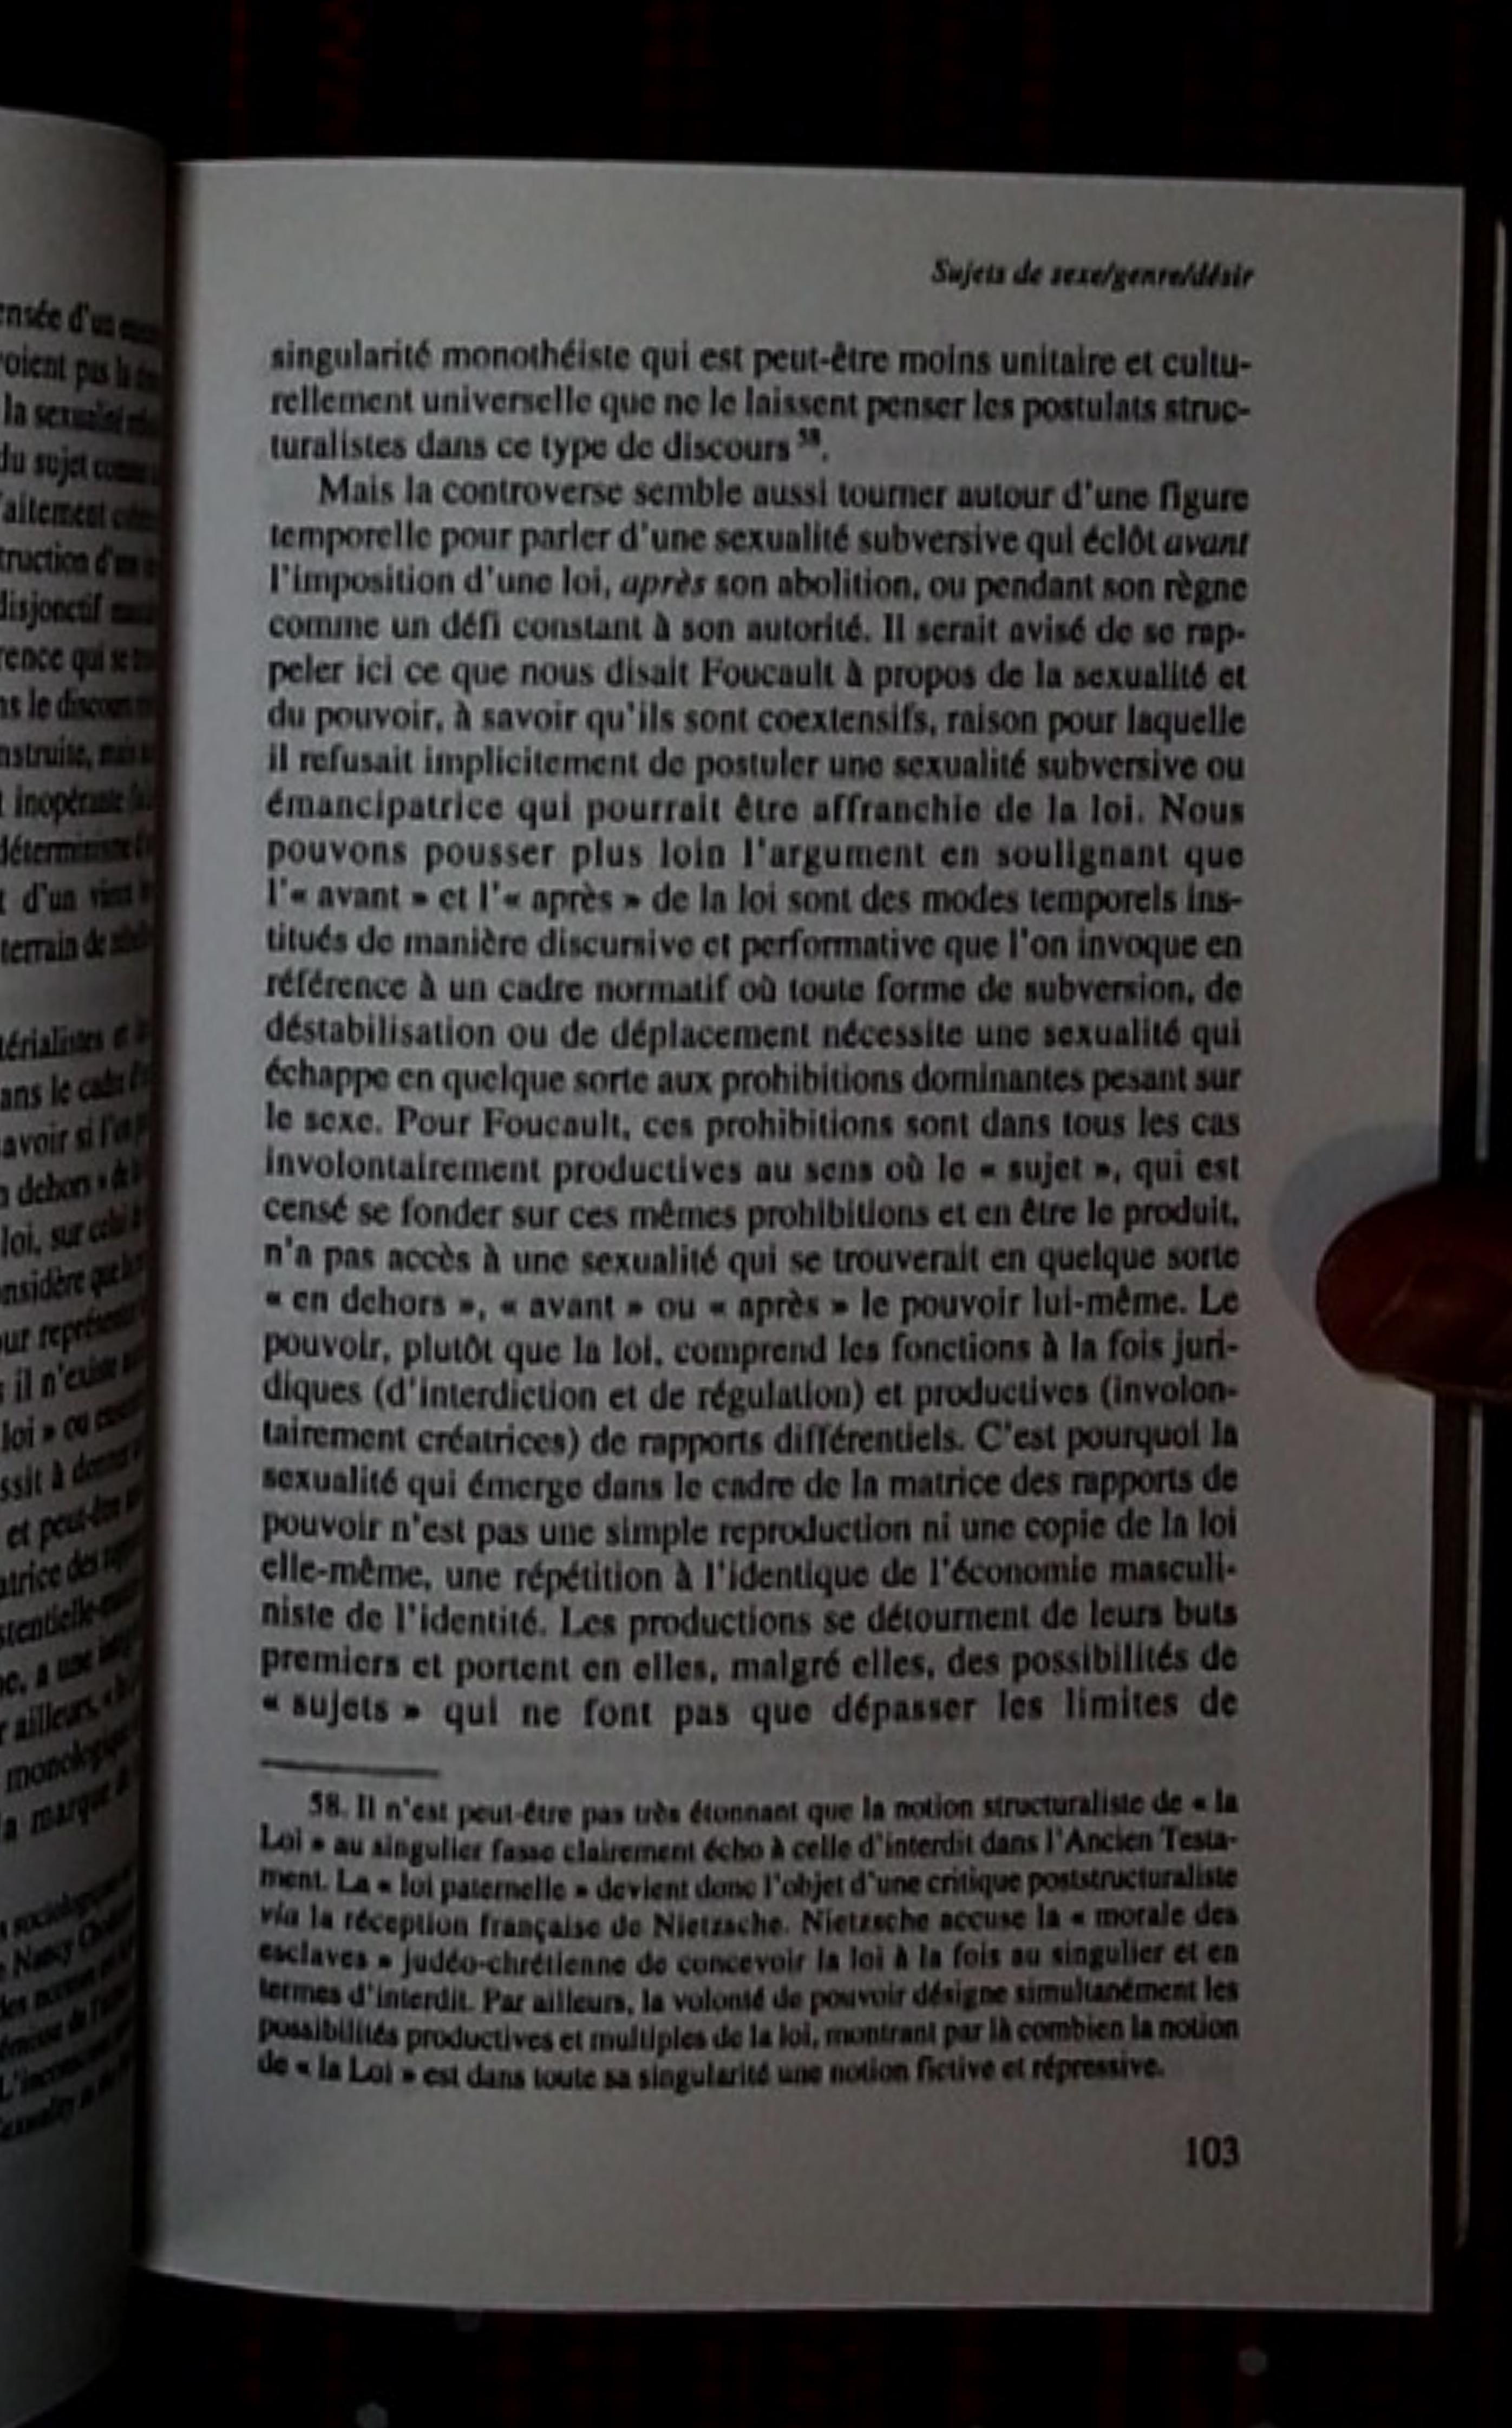 Sujets de sexe/genre/désir
singularité monothéiste qui est peut-être moins unitaire et cultu-
rellement universelle que ne le laissent penser les postulats struc-
turalistes dans ce type de discours 58.
Mais la controverse semble aussi tourner autour d'une figure
temporelle pour parler d'une sexualité subversive qui éclôt avant
l'imposition d'une loi, après son abolition, ou pendant son règne
comme un défi constant à son autorité. Il serait avisé de se rap-
peler ici ce que nous disait Foucault à propos de la sexualité et
du pouvoir, à savoir qu'ils sont coextensifs, raison pour laquelle
il refusait implicitement de postuler une sexualité subversive ou
émancipatrice qui pourrait être affranchie de la loi. Nous
pouvons pousser plus loin l'argument en soulignant que
l'« avant » et l'« après » de la loi sont des modes temporels ins-
titués de manière discursive et performative que l'on invoque en
référence à un cadre normatif où toute forme de subversion, de
déstabilisation ou de déplacement nécessite une sexualité qui
échappe en quelque sorte aux prohibitions dominantes pesant sur
le sexe. Pour Foucault, ces prohibitions sont dans tous les cas
involontairement productives au sens où le « sujet », qui est
censé se fonder sur ces mêmes prohibitions et en être le produit,
n'a pas accès à une sexualité qui se trouverait en quelque sorte
« en dehors », « avant » ou « après » le pouvoir lui-même. Le
pouvoir, plutôt que la loi, comprend les fonctions à la fois juri-
diques (d'interdiction et de régulation) et productives (involon-
tairement créatrices) de rapports différentiels. C'est pourquoi la
sexualité qui émerge dans le cadre de la matrice des rapports de
pouvoir n'est pas une simple reproduction ni une copie de la loi
elle-même, une répétition à l'identique de l'économie masculi-
niste de l'identité. Les productions se détournent de leurs buts
premiers et portent en elles, malgré elles, des possibilités de
« sujets » qui ne font pas que dépasser les limites de
58. Il n'est peut-être pas très étonnant que la notion structuraliste de « la
Loi » au singulier fasse clairement écho à celle d'interdit dans l'Ancien Testa-
ment. La « loi paternelle » devient donc l'objet d'une critique poststructuraliste
via la réception française de Nietzsche. Nietzsche accuse la « morale des
esclaves » judéo-chrétienne de concevoir la loi à la fois au singulier et en
termes d'interdit. Par ailleurs, la volonté de pouvoir désigne simultanément les
possibilités productives et multiples de la loi, montrant par là combien la notion
de « la Loi » est dans toute sa singularité une notion fictive et répressive.
103